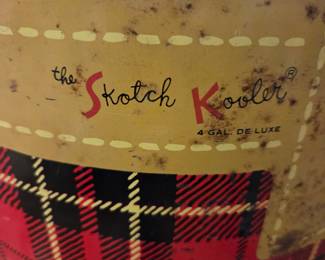 the Skotch Kooler®
4 GAL. DE LUXE